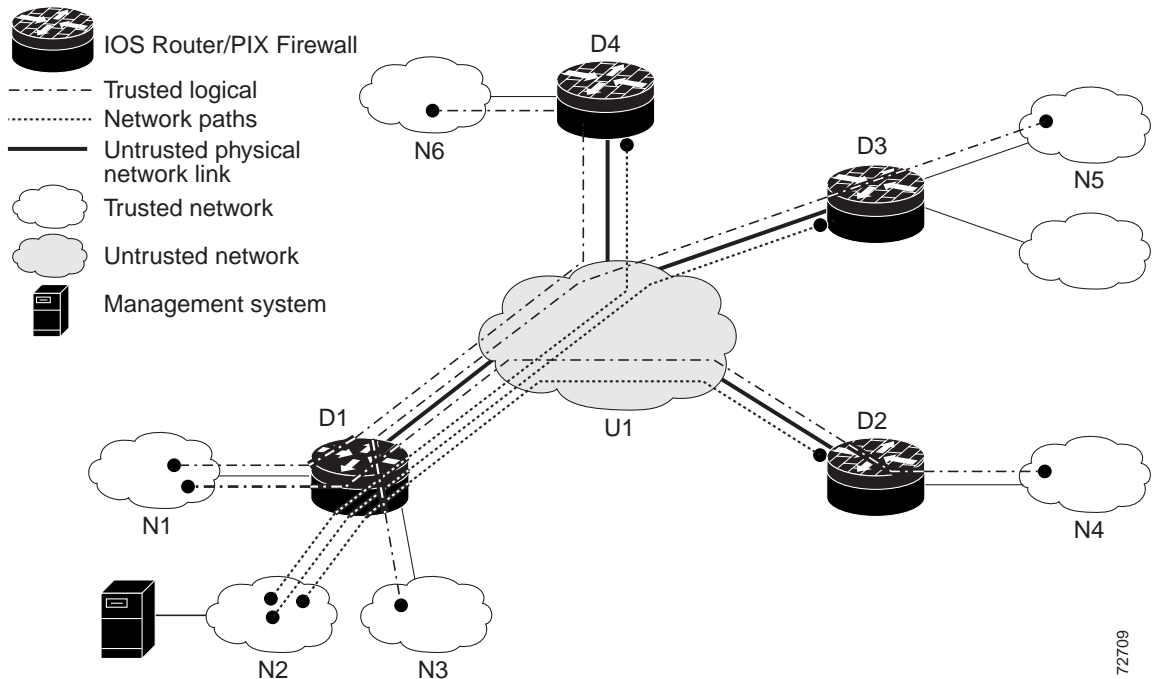 IOS Router/PIX Firewall
Trusted logical
Network paths
Untrusted physical
network link
Trusted network
Untrusted network
Management system
D4
N6
D3
N5
U1
D1
D2
N1
N4
N2
N3
72709